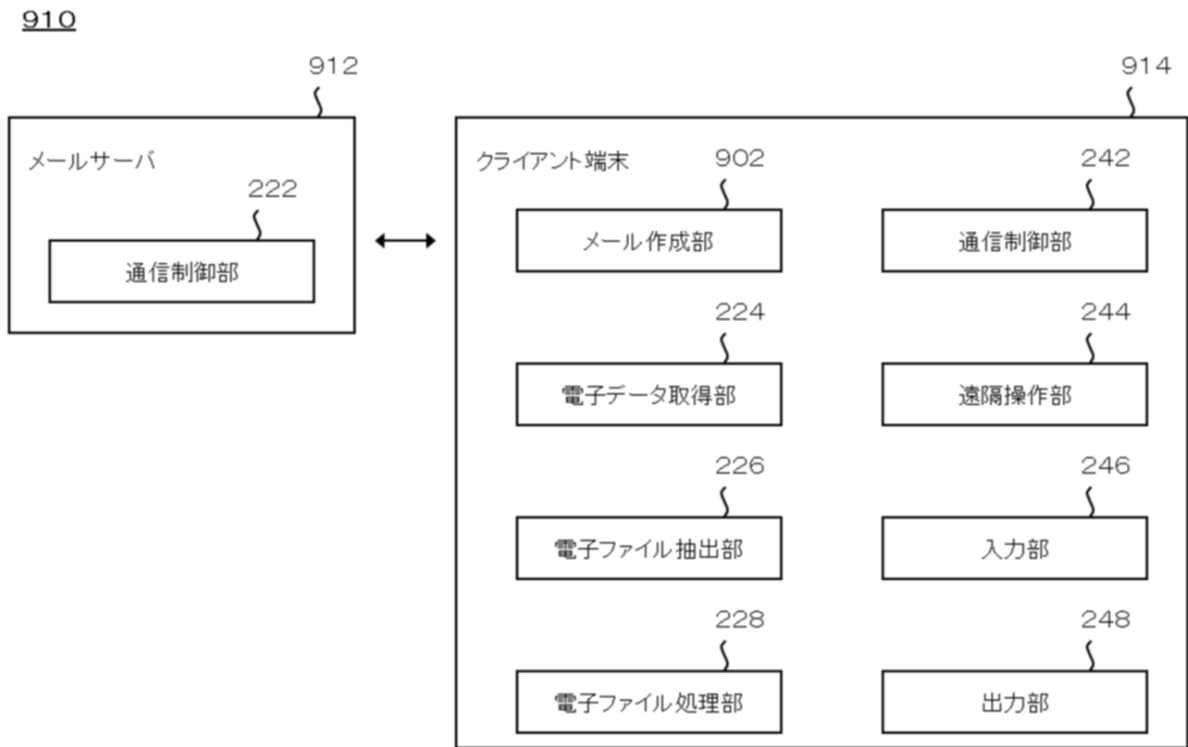 910
912
914
メールサーバ
クライアント端末
222
通信制御部
902
242
メール作成部
通信制御部
224
244
電子データ取得部
遠隔操作部
226
246
電子ファイル抽出部
入力部
228
248
電子ファイル処理部
出力部